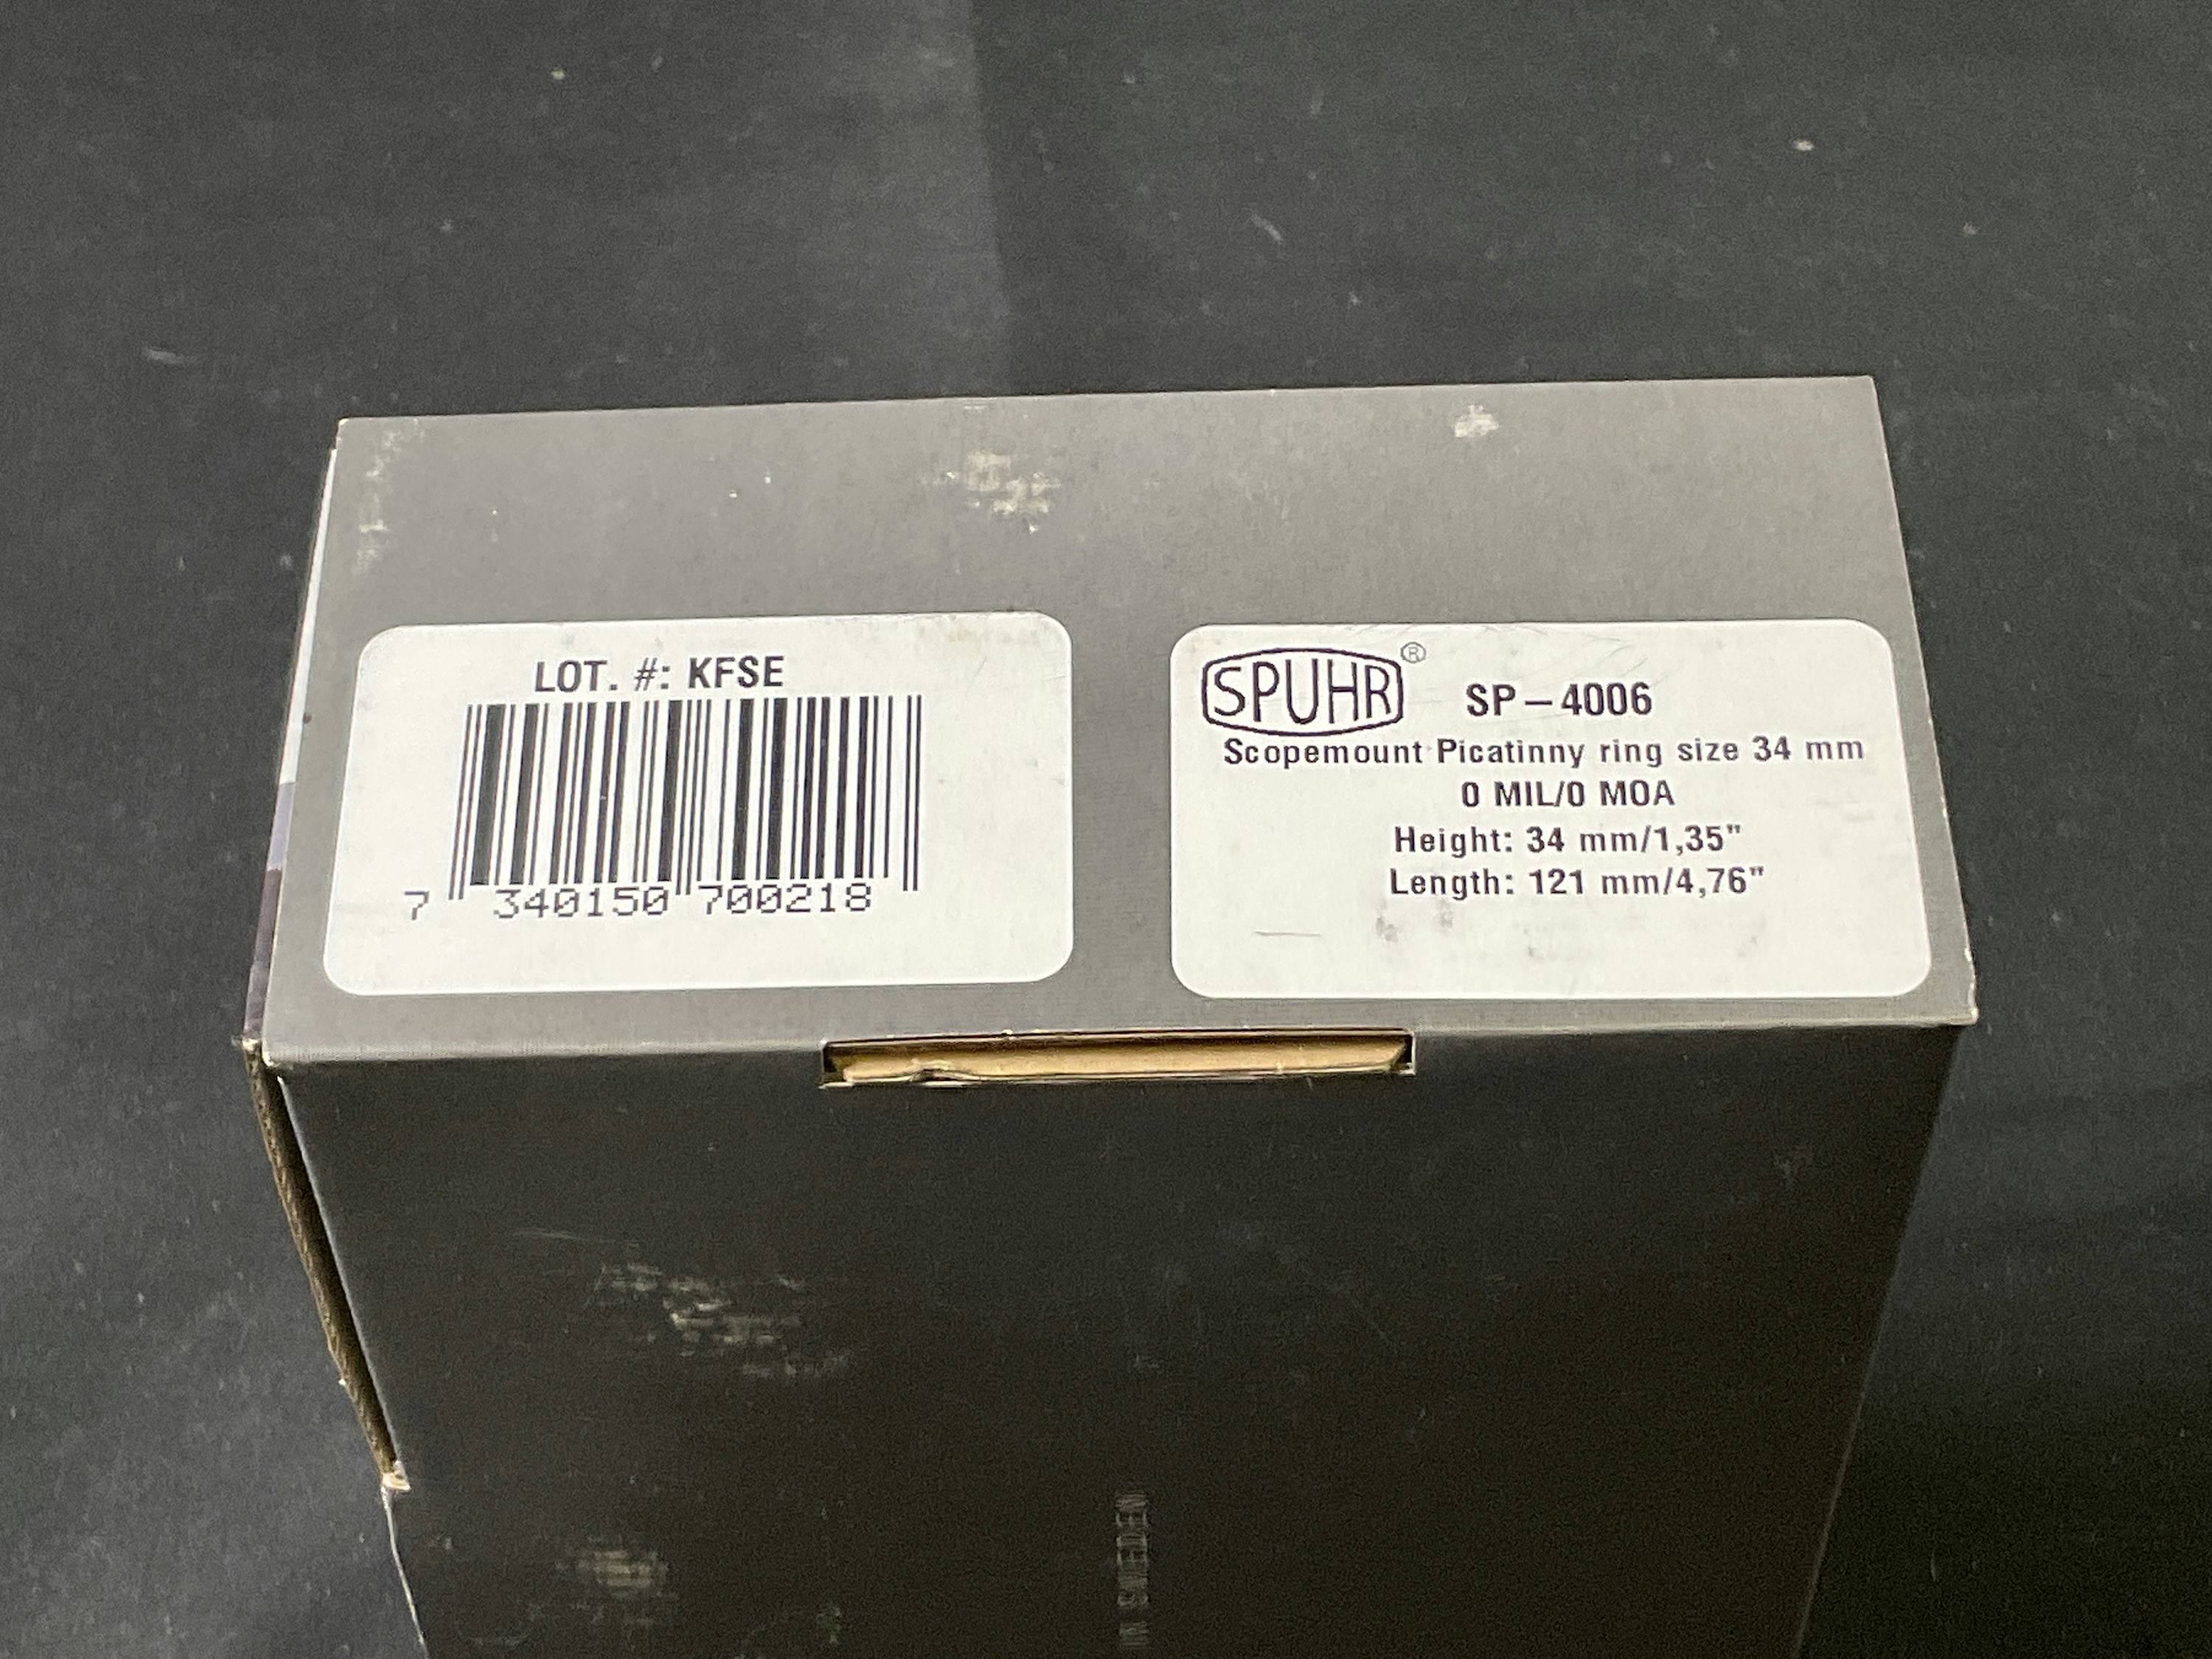 LOT. #: KFSE
7 340150 700218
SPUHR®
SP-4006
Scopemount Picatinny ring size 34 mm
0 MIL/0 MOA
Height: 34 mm/1,35"
Length: 121 mm/4,76"